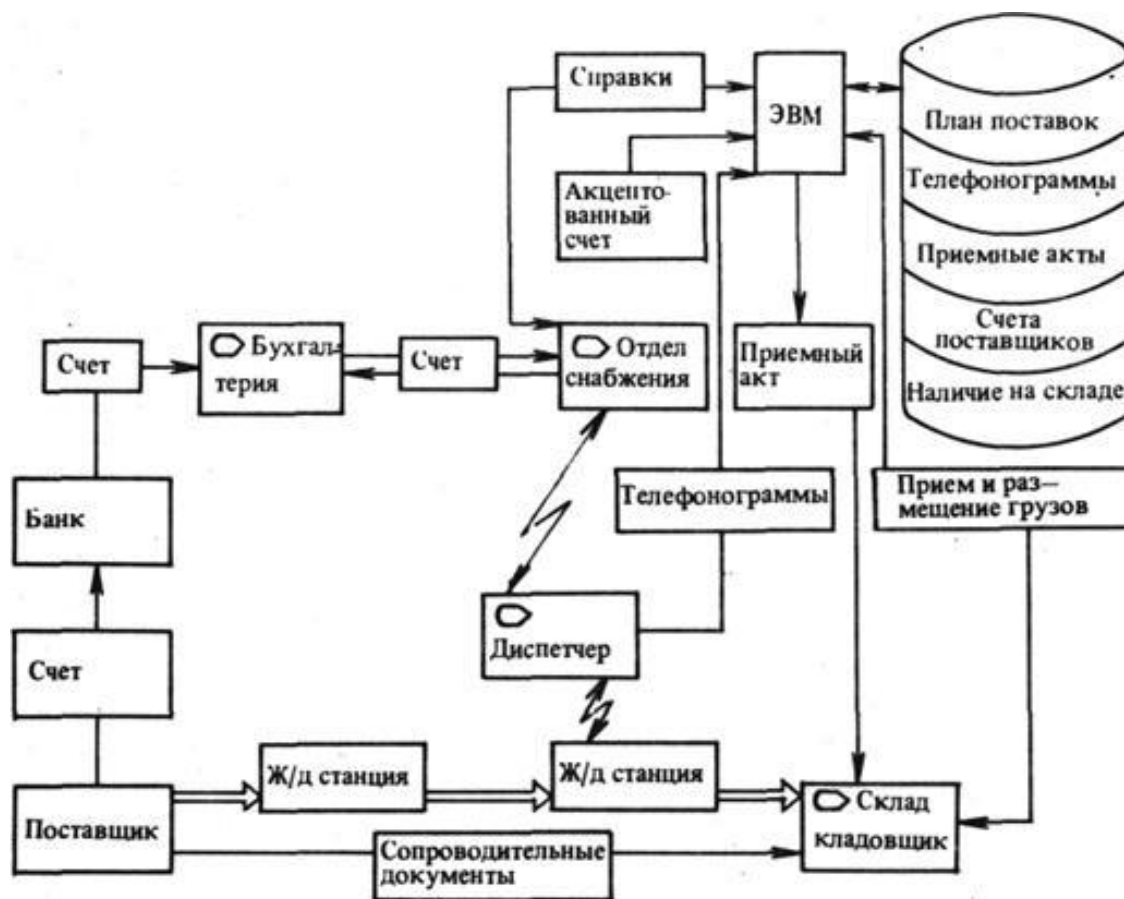 Справки
ЭВМ
План поставок
Телефонограммы
Приемные акты
Счета
поставщиков
Наличие на складе
Акцепто-
ванный
счет
Счет
Бухгал-
терия
Счет
Отдел
снабжения
Приемный
акт
Банк
Телефонограммы
Прием и раз-
мещение грузов
Счет
Диспетчер
Ж/д станция
Ж/д станция
Поставщик
Сопроводительные
документы
Склад
кладовщик